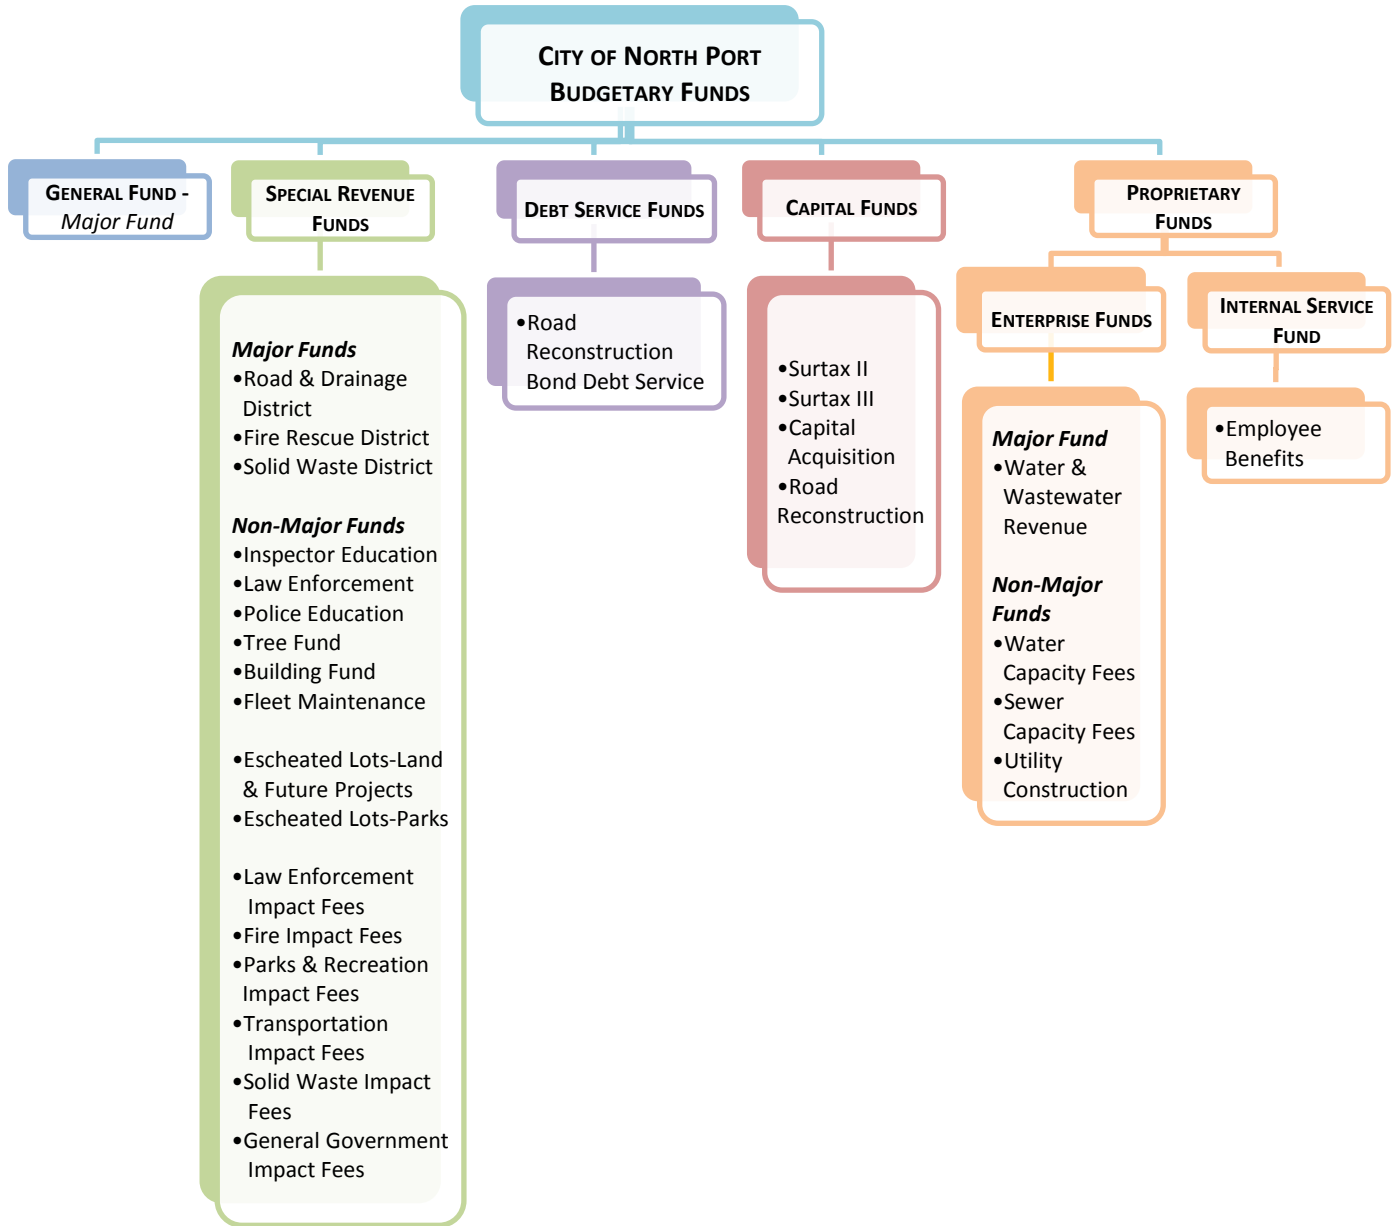 CITY OF NORTH PORT
BUDGETARY FUNDS
GENERAL FUND -
Major Fund
SPECIAL REVENUE
FUNDS
DEBT SERVICE FUNDS
CAPITAL FUNDS
PROPRIETARY
FUNDS
ENTERPRISE FUNDS
INTERNAL SERVICE
FUND
Major Funds
•Road & Drainage
District
•Fire Rescue District
•Solid Waste District
Non-Major Funds
•Inspector Education
•Law Enforcement
•Police Education
•Tree Fund
•Building Fund
•Fleet Maintenance
•Escheated Lots-Land
& Future Projects
•Escheated Lots-Parks
•Law Enforcement
Impact Fees
•Fire Impact Fees
•Parks & Recreation
Impact Fees
•Transportation
Impact Fees
•Solid Waste Impact
Fees
•General Government
Impact Fees
•Road
Reconstruction
Bond Debt Service
•Surtax II
•Surtax III
•Capital
Acquisition
•Road
Reconstruction
Major Fund
•Water &
Wastewater
Revenue
Non-Major
Funds
•Water
Capacity Fees
•Sewer
Capacity Fees
•Utility
Construction
•Employee
Benefits